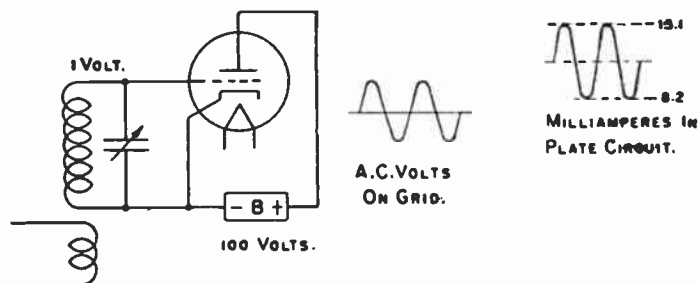 1 VOLT.
- B +
100 VOLTS.
A.C. VOLTS
ON GRID.
15.1
8.2
MILLIAMPERES IN
PLATE CIRCUIT.